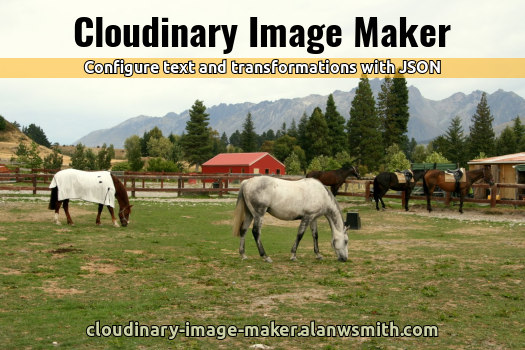 Cloudinary Image Maker
Configure text and transformations with JSON
cloudinary-image-maker.alanwsmith.com